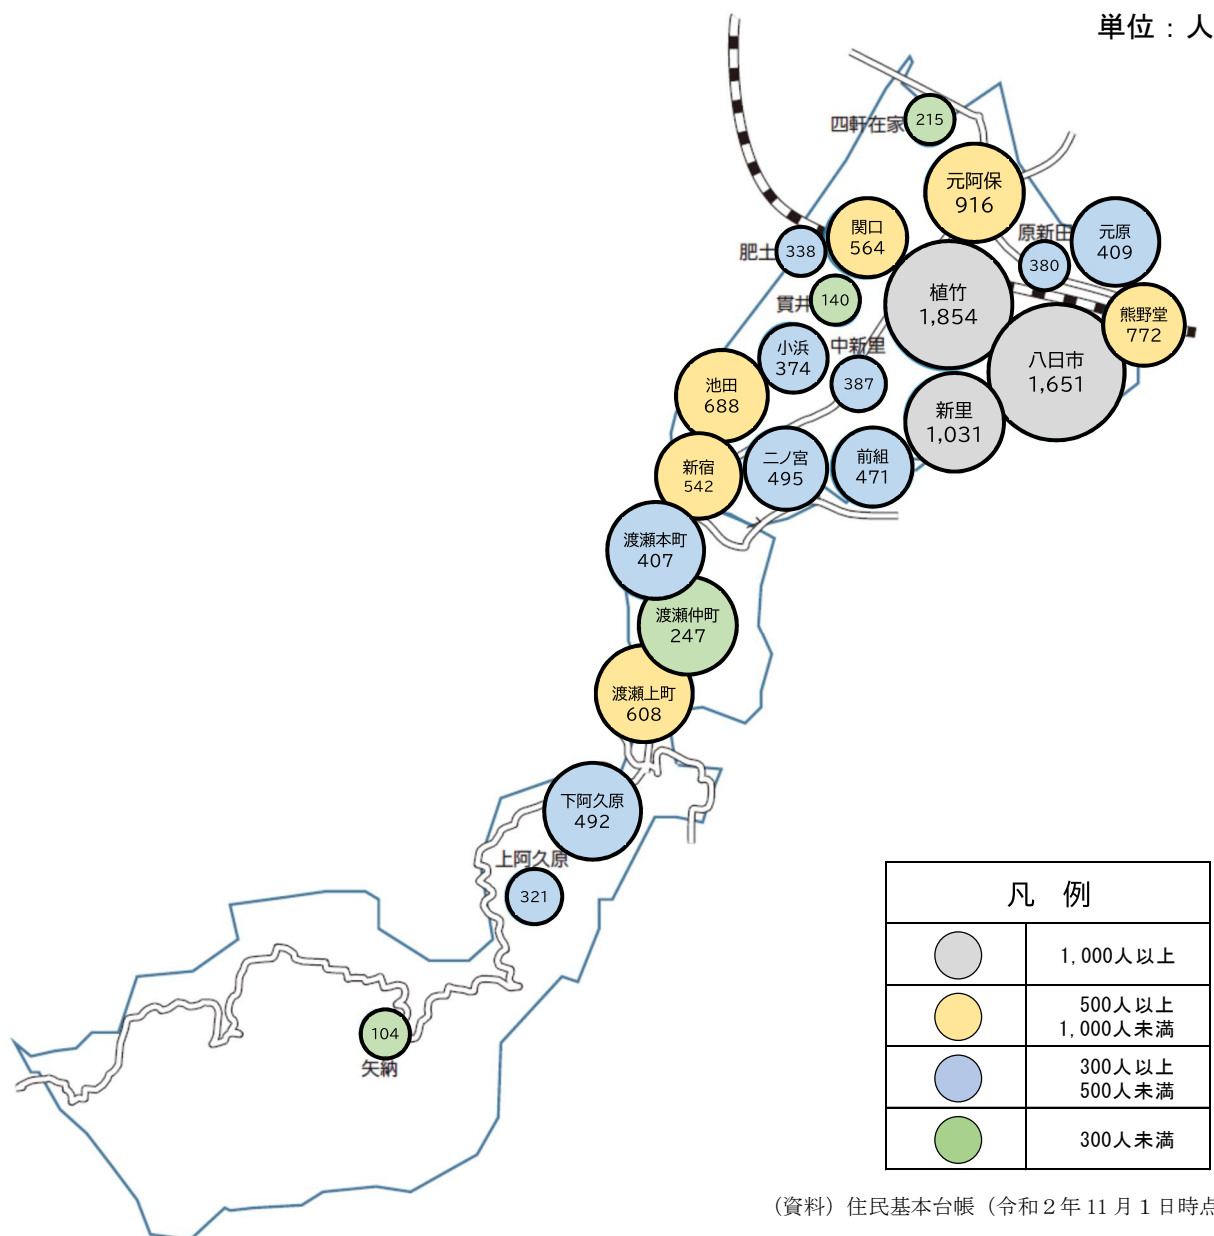 単位：人
四軒在家
215
元阿保
916
関口
564
肥土
338
原新田
380
元原
409
貫井
140
植竹
1,854
熊野堂
772
小浜
374
中新里
387
八日市
1,651
池田
688
新里
1,031
新宿
542
二ノ宮
495
前組
471
渡瀬本町
407
渡瀬仲町
247
渡瀬上町
608
下阿久原
492
上阿久原
321
104
矢納
凡　例
1,000人以上
500人以上
1,000人未満
300人以上
500人未満
300人未満
（資料）住民基本台帳（令和２年 11 月１日時点